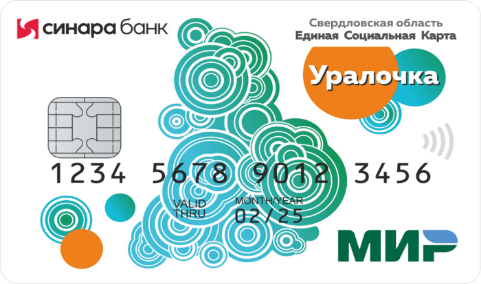 СИНАРА БАНК
Свердловская область
Единая Социальная Карта
Уралочка
1234 5678 9012 3456
VALID THRU
MONTH/YEAR
02/25
МИР